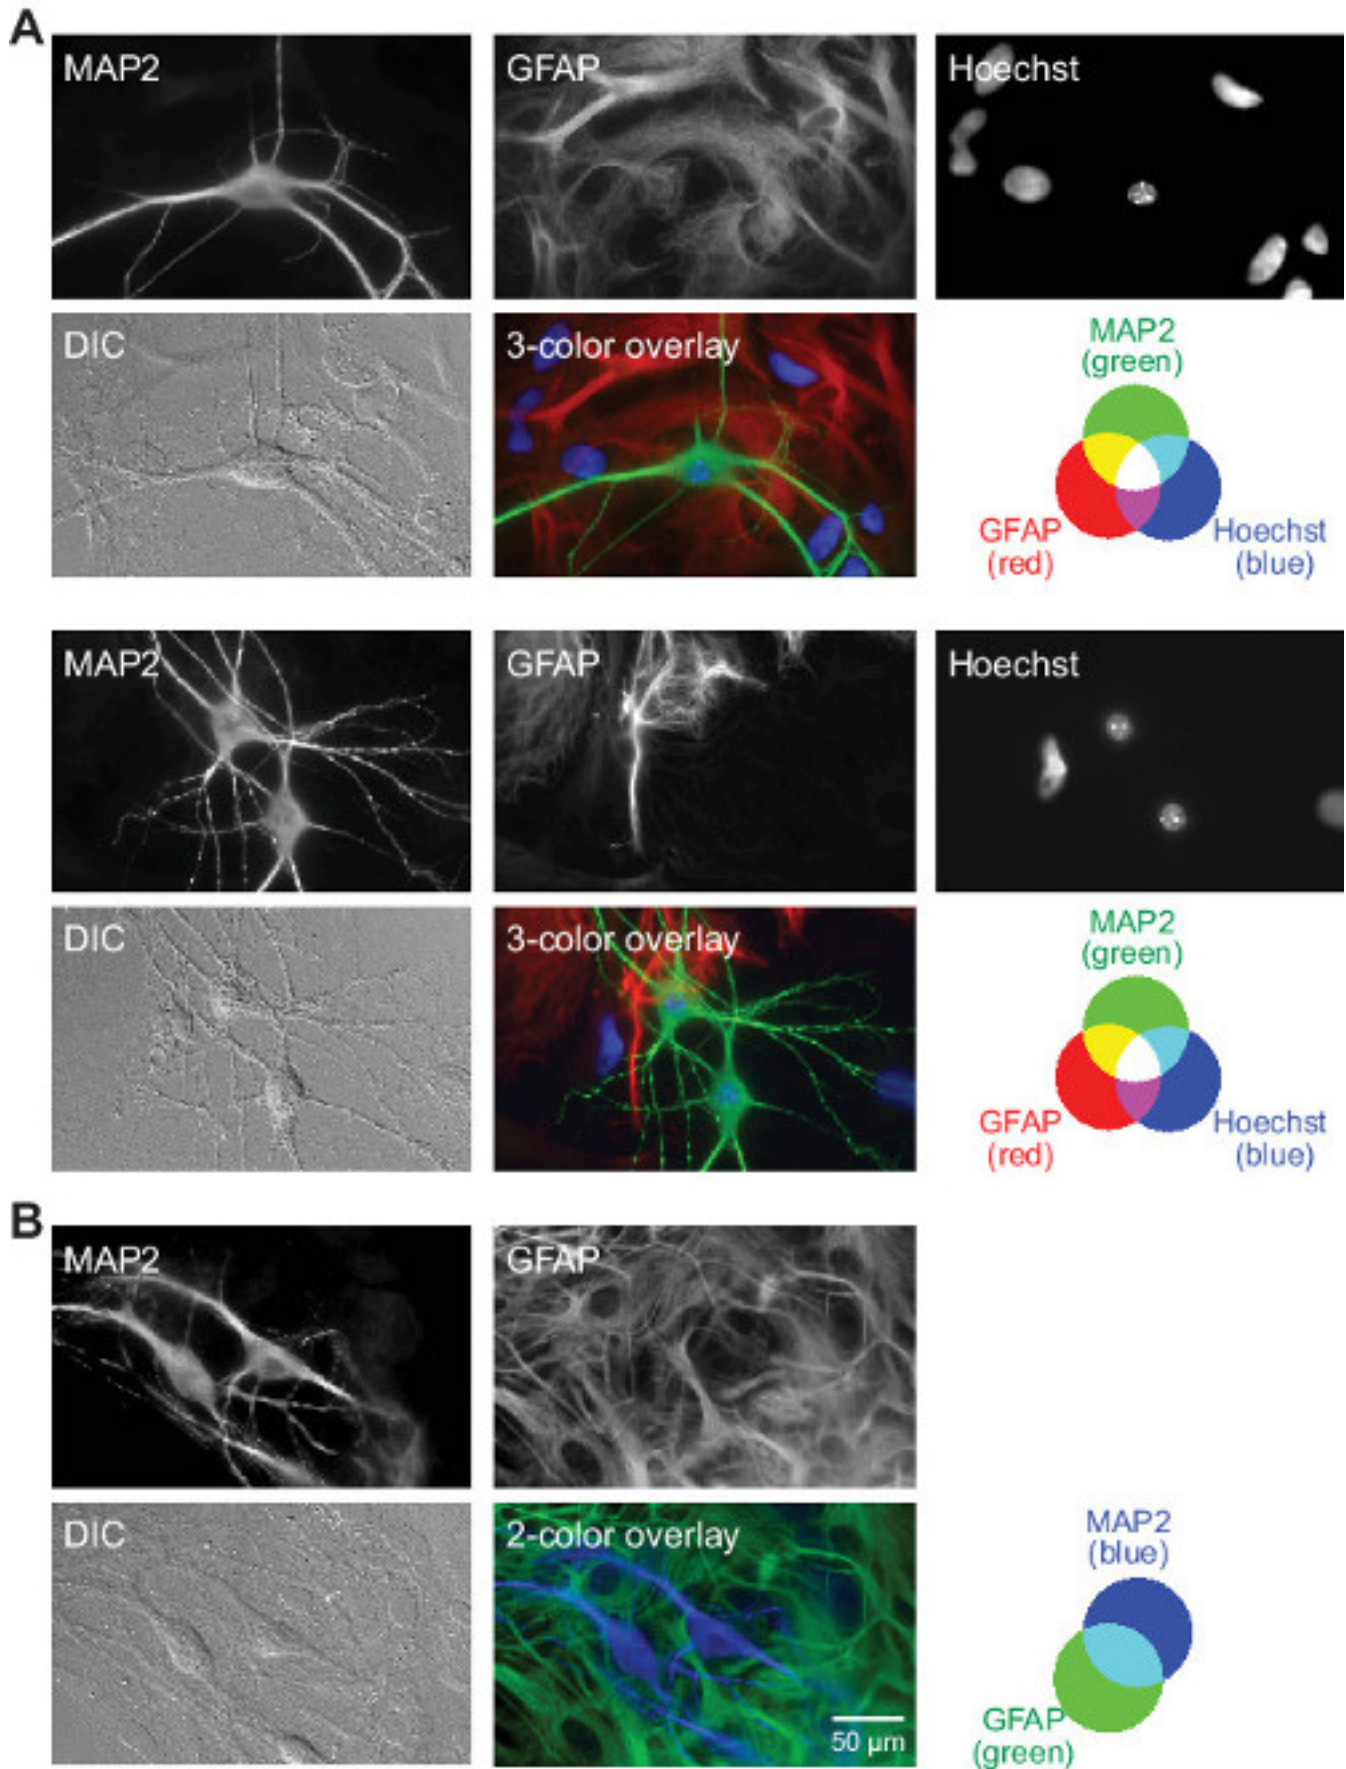 A
MAP2
GFAP
Hoechst
DIC
3-color overlay
MAP2
(green)
GFAP
(red)
Hoechst
(blue)
MAP2
GFAP
Hoechst
DIC
3-color overlay
MAP2
(green)
GFAP
(red)
Hoechst
(blue)
B
MAP2
GFAP
DIC
2-color overlay
50 µm
MAP2
(blue)
GFAP
(green)